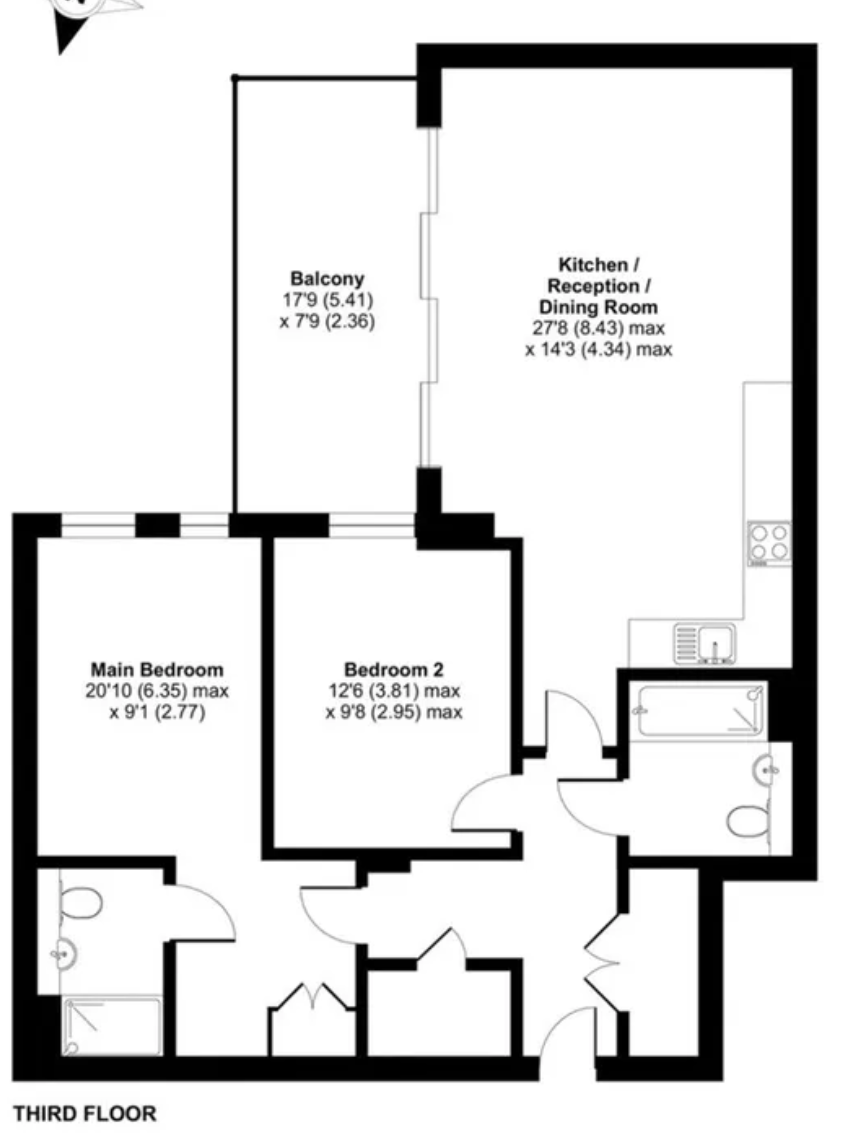 Balcony
17'9 (5.41)
x 7'9 (2.36)
Kitchen /
Reception /
Dining Room
27'8 (8.43) max
x 14'3 (4.34) max
Main Bedroom
20'10 (6.35) max
x 9'1 (2.77)
Bedroom 2
12'6 (3.81) max
x 9'8 (2.95) max
THIRD FLOOR